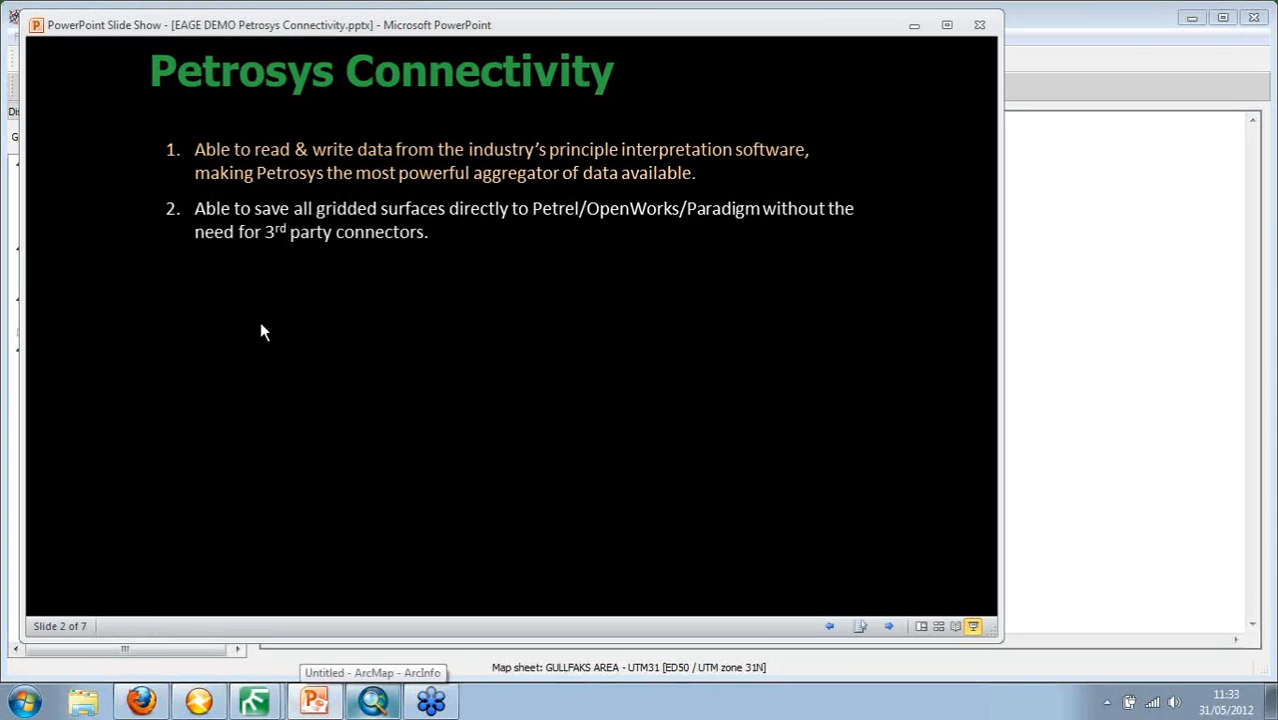 PowerPoint Slide Show - [EAGE DEMO Petrosys Connectivity.pptx] - Microsoft PowerPoint
Petrosys Connectivity
1. Able to read & write data from the industry's principle interpretation software,
making Petrosys the most powerful aggregator of data available.
2. Able to save all gridded surfaces directly to Petrel/OpenWorks/Paradigm without the
need for 3rd party connectors.
Slide 2 of 7
Map sheet: GULLFAKS AREA - UTM31 [ED50 / UTM zone 31N]
Untitled - ArcMap - ArcInfo
11:33
31/05/2012